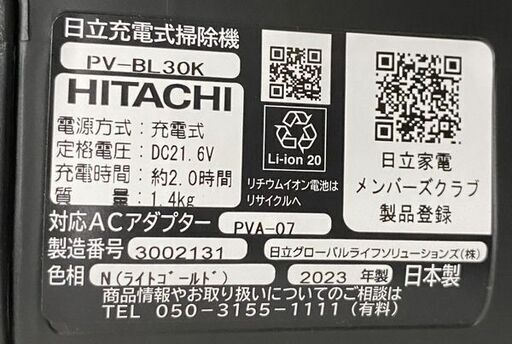 日立充電式掃除機
PV-BL30K
HITACHI
電源方式:充電式
定格電圧:DC21.6V
充電時間:約2.0時間
質　　量:1.4kg
Li-ion 20
リチウムイオン電池は
リサイクルへ
日立家電
メンバーズクラブ
製品登録
対応ACアダプター PVA-07
製造番号 3002131 日立グローバルライフソリューションズ(株)
色相 N(ライトゴールド) 2023 年製 日本製
商品情報やお取り扱いについてのご相談は
TEL 050-3155-1111 (有料)